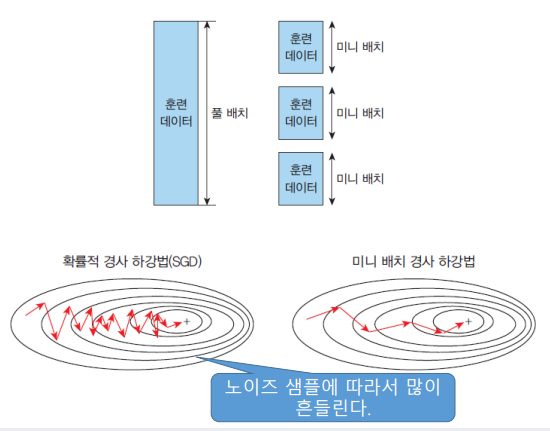 훈련
데이터
풀 배치
훈련
데이터
미니 배치
훈련
데이터
미니 배치
훈련
데이터
미니 배치
확률적 경사 하강법(SGD)
미니 배치 경사 하강법
노이즈 샘플에 따라서 많이
흔들린다.